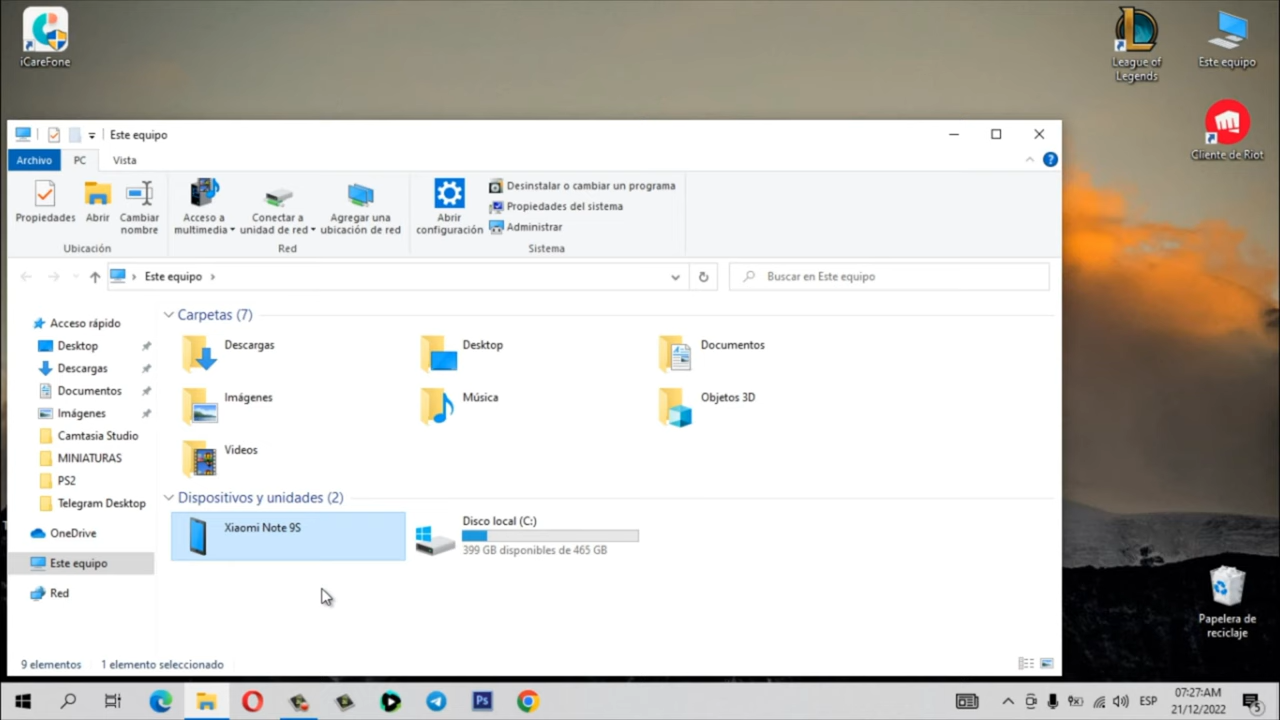 iCareFone
League of
Legends
Este equipo
Cliente de Riot
Papelera de
reciclaje
Este equipo
Archivo
PC
Vista
Propiedades
Abrir
Cambiar
nombre
Ubicación
Acceso a
multimedia
Conectar a
unidad de red
Agregar una
ubicación de red
Red
Abrir
configuración
Desinstalar o cambiar un programa
Propiedades del sistema
Administrar
Sistema
Este equipo
Buscar en Este equipo
Acceso rápido
Desktop
Descargas
Documentos
Imágenes
Camtasia Studio
MINIATURAS
PS2
Telegram Desktop
OneDrive
Este equipo
Red
Carpetas (7)
Descargas
Desktop
Documentos
Imágenes
Música
Objetos 3D
Videos
Dispositivos y unidades (2)
Xiaomi Note 9S
Disco local (C:)
399 GB disponibles de 465 GB
9 elementos
1 elemento seleccionado
Ps
ESP
07:27AM
21/12/2022
5